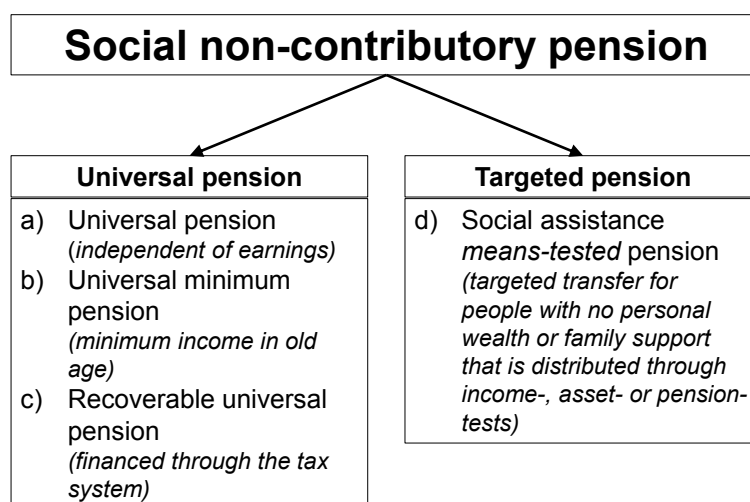 Social non-contributory pension
Universal pension
a) Universal pension
(independent of earnings)
b) Universal minimum
pension
(minimum income in old
age)
c) Recoverable universal
pension
(financed through the tax
system)
Targeted pension
d) Social assistance
means-tested pension
(targeted transfer for
people with no personal
wealth or family support
that is distributed through
income-, asset- or pension-
tests)